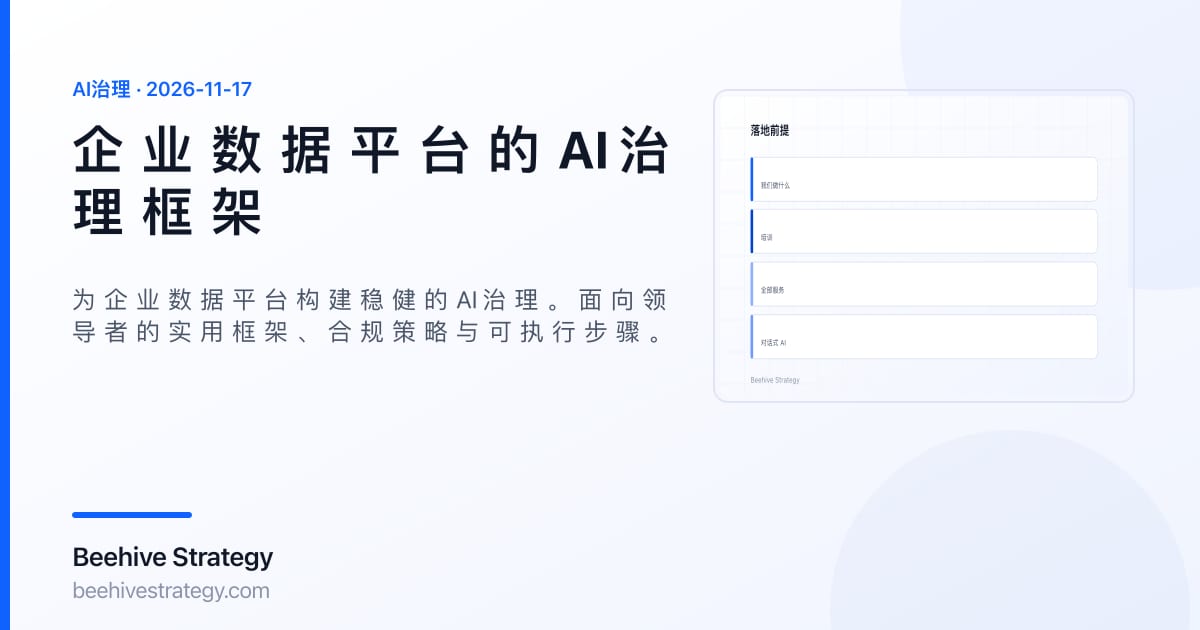 AI治理 · 2026-11-17
企业数据平台的AI治
理框架
为企业数据平台构建稳健的AI治理。面向领
导者的实用框架、合规策略与可执行步骤。
Beehive Strategy
beehivestrategy.com
落地前提
我们做什么
培训
全部服务
对话式 AI
Beehive Strategy